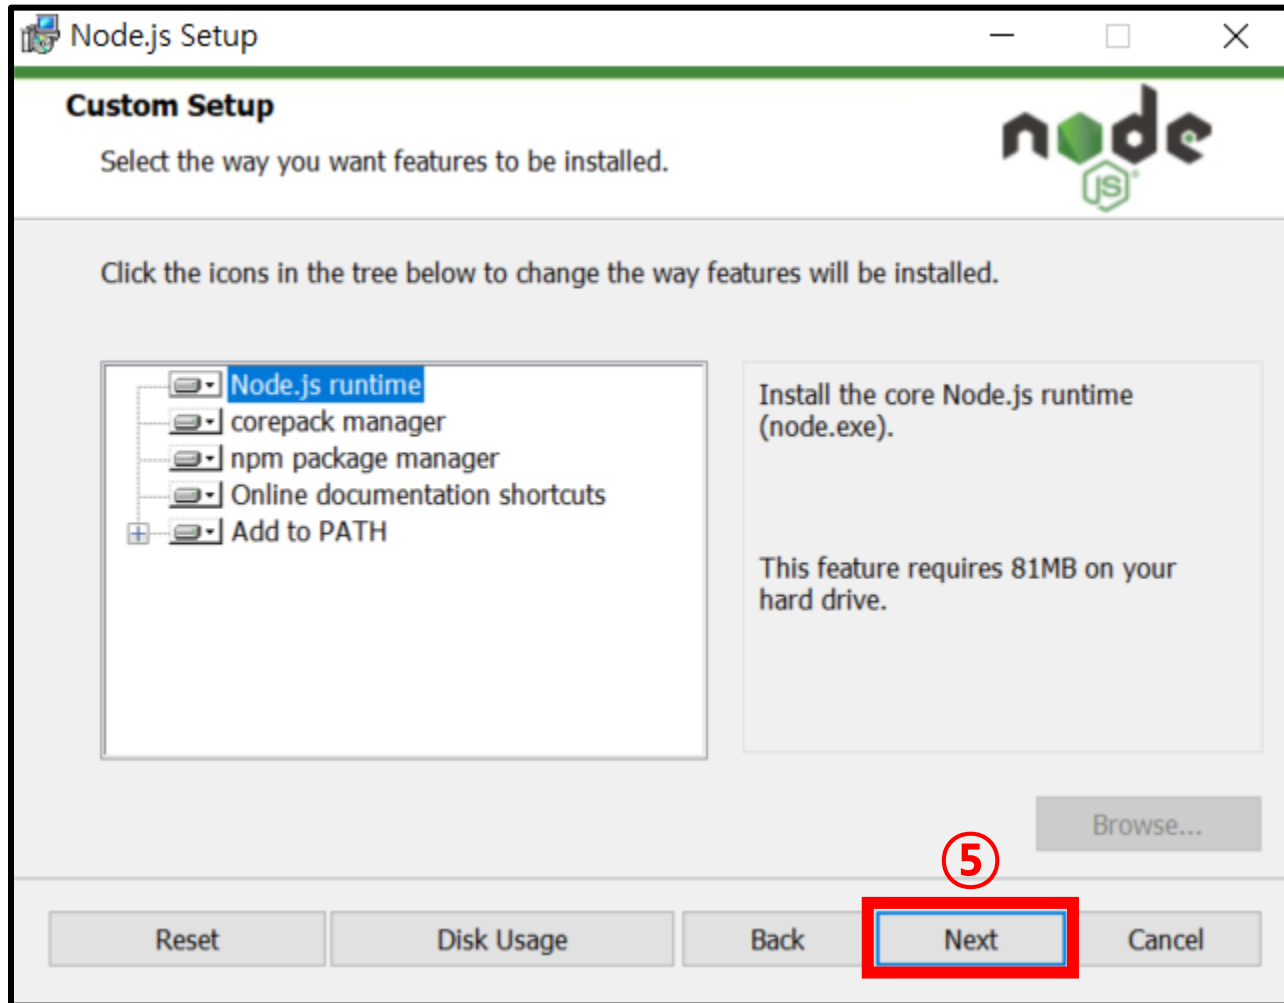 Node.js Setup
Custom Setup
Select the way you want features to be installed.
node
JS
Click the icons in the tree below to change the way features will be installed.
Node.js runtime
corepack manager
npm package manager
Online documentation shortcuts
Add to PATH
Install the core Node.js runtime
(node.exe).
This feature requires 81MB on your
hard drive.
Browse...
⑤
Reset
Disk Usage
Back
Next
Cancel